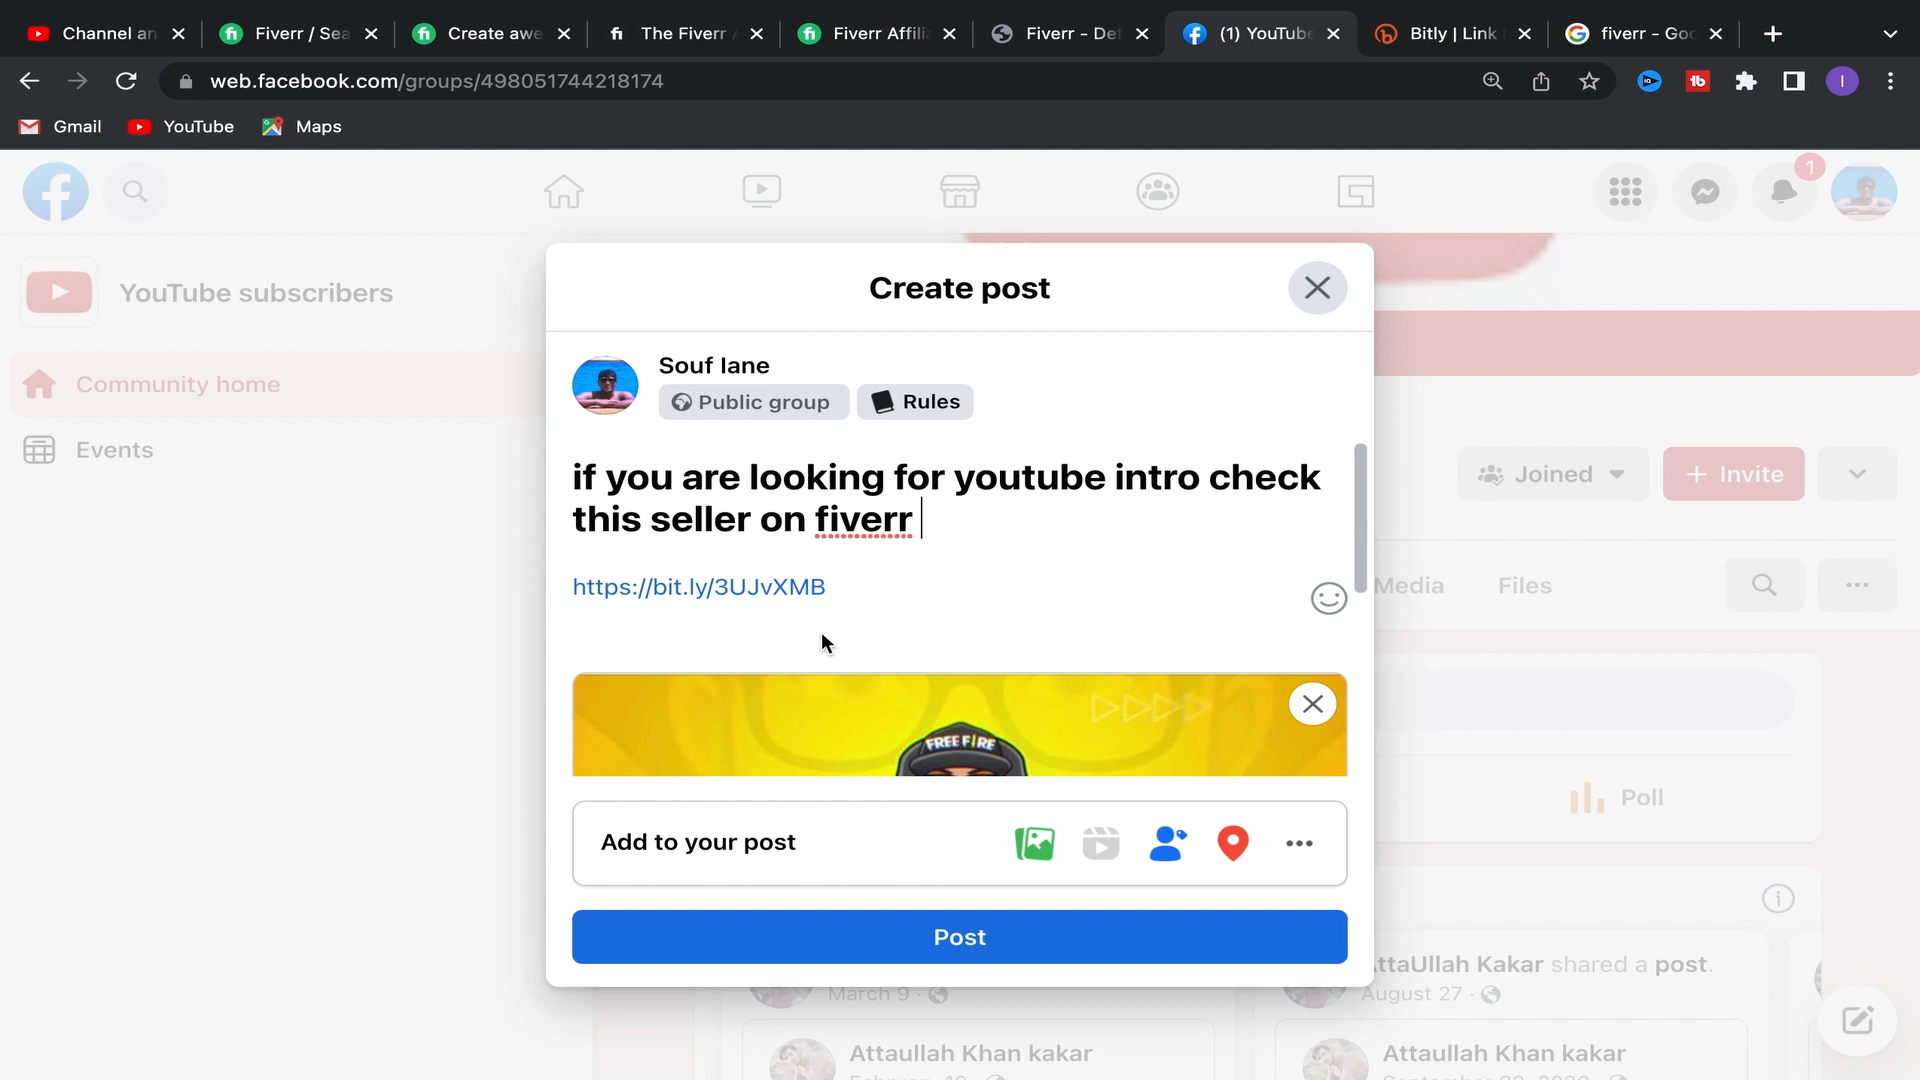 Channel an
Fiverr / Sea
Create awe
The Fiverr A
Fiverr Affili
Fiverr - Def
(1) YouTube
Bitly | Link
fiverr - Goo
web.facebook.com/groups/498051744218174
Gmail
YouTube
Maps
1
YouTube subscribers
Community home
Events
Create post
Souf Iane
Public group
Rules
if you are looking for youtube intro check
this seller on fiverr
https://bit.ly/3UJvXMB
FREE FIRE
Add to your post
Post
Joined
+ Invite
Media
Files
Poll
AttaUllah Kakar shared a post.
March 9 ·
August 27 ·
Attaullah Khan kakar
Attaullah Khan kakar